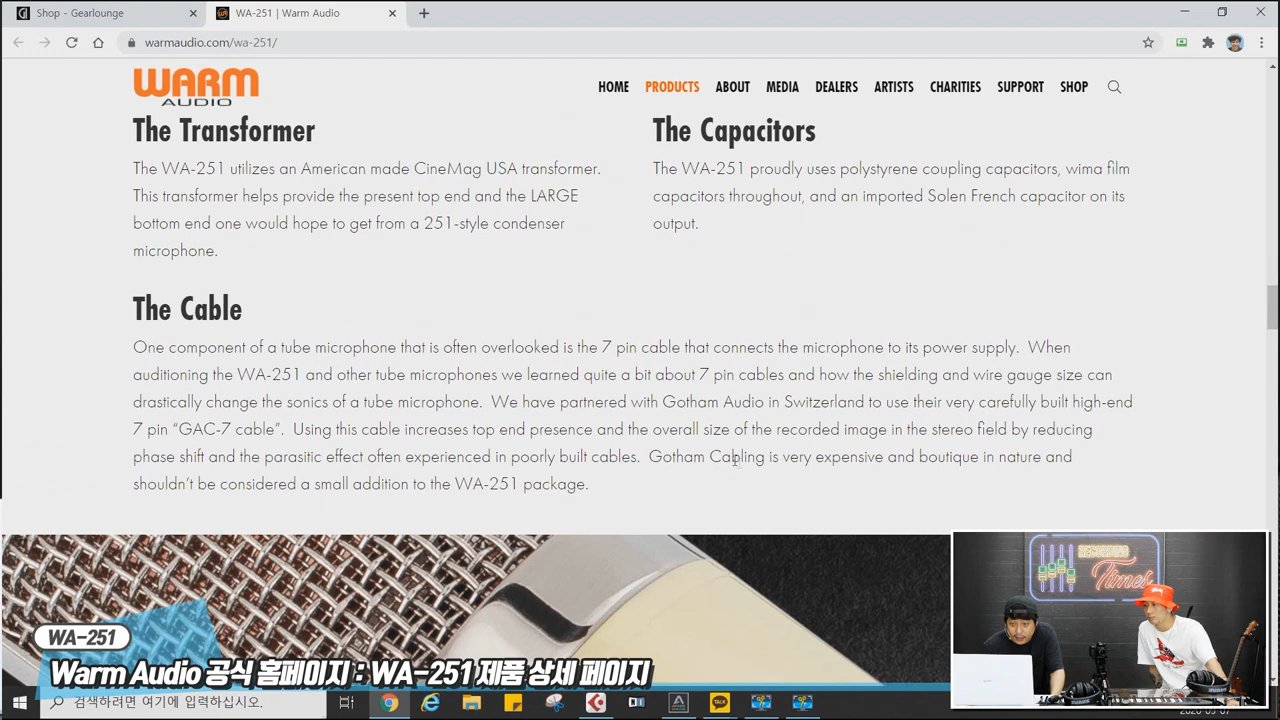 Shop - Gearlounge
WA-251 | Warm Audio
warmaudio.com/wa-251/
WARM
AUDIO
HOME PRODUCTS ABOUT MEDIA DEALERS ARTISTS CHARITIES SUPPORT SHOP
The Transformer
The WA-251 utilizes an American made CineMag USA transformer.
This transformer helps provide the present top end and the LARGE
bottom end one would hope to get from a 251-style condenser
microphone.
The Capacitors
The WA-251 proudly uses polystyrene coupling capacitors, wima film
capacitors throughout, and an imported Solen French capacitor on its
output.
The Cable
One component of a tube microphone that is often overlooked is the 7 pin cable that connects the microphone to its power supply. When
auditioning the WA-251 and other tube microphones we learned quite a bit about 7 pin cables and how the shielding and wire gauge size can
drastically change the sonics of a tube microphone. We have partnered with Gotham Audio in Switzerland to use their very carefully built high-end
7 pin “GAC-7 cable”. Using this cable increases top end presence and the overall size of the recorded image in the stereo field by reducing
phase shift and the parasitic effect often experienced in poorly built cables. Gotham Cabling is very expensive and boutique in nature and
shouldn’t be considered a small addition to the WA-251 package.
RECORDING
Times
WA-251
Warm Audio 공식 홈페이지 : WA-251 제품 상세 페이지
검색하려면 여기에 입력하십시오.
TALK
2020-09-07